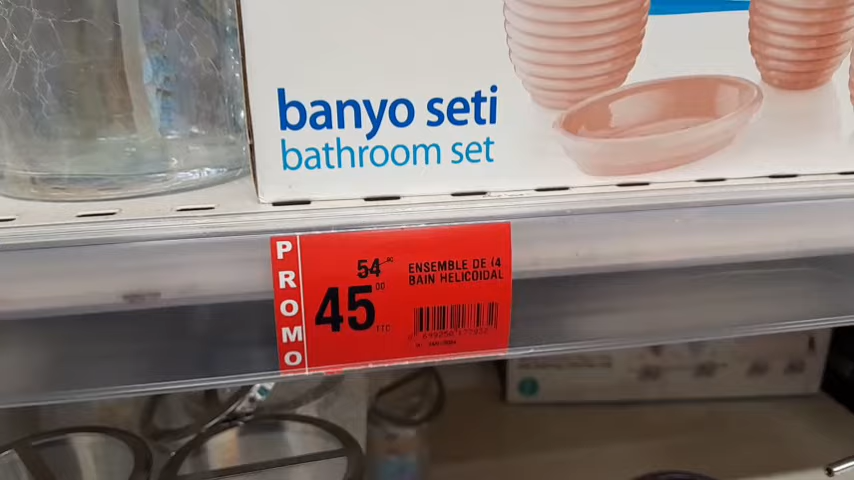 banyo seti
bathroom set
PROMO
54
ENSEMBLE DE (4
BAIN HELICOIDAL
45 00
TTC